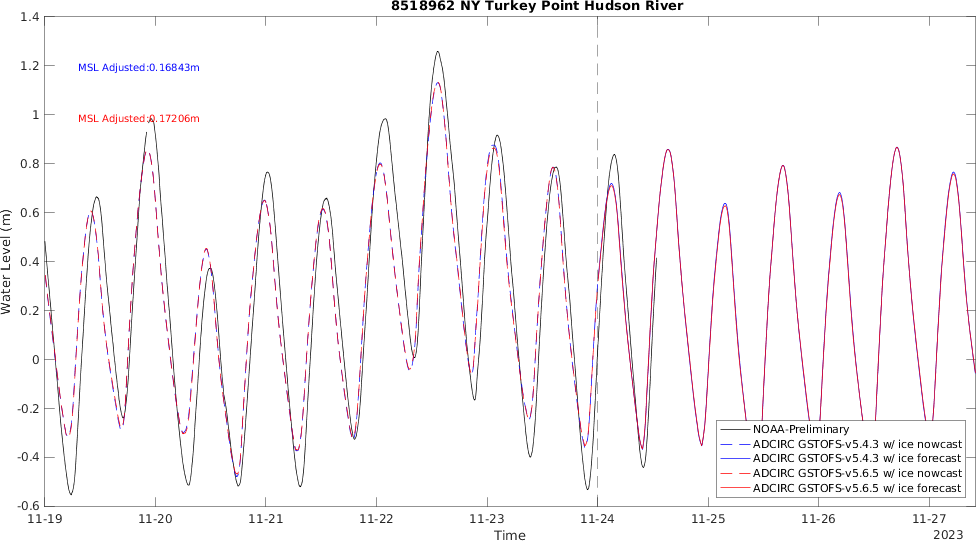 8518962 NY Turkey Point Hudson River
1.4
1.2
1
0.8
0.6
0.4
0.2
0
-0.2
-0.4
-0.6
Water Level (m)
MSL Adjusted:0.16843m
MSL Adjusted:0.17206m
NOAA-Preliminary
ADCIRC GSTOFS-v5.4.3 w/ ice nowcast
ADCIRC GSTOFS-v5.4.3 w/ ice forecast
ADCIRC GSTOFS-v5.6.5 w/ ice nowcast
ADCIRC GSTOFS-v5.6.5 w/ ice forecast
11-19 11-20 11-21 11-22 11-23 11-24 11-25 11-26 11-27
Time
2023